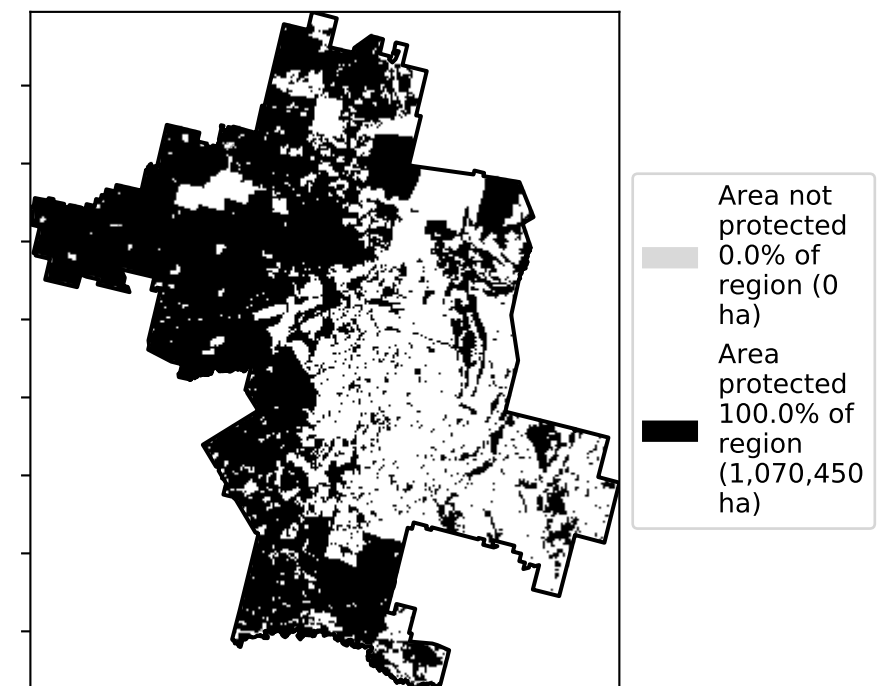 Area not
protected
0.0% of
region (0
ha)
Area
protected
100.0% of
region
(1,070,450
ha)